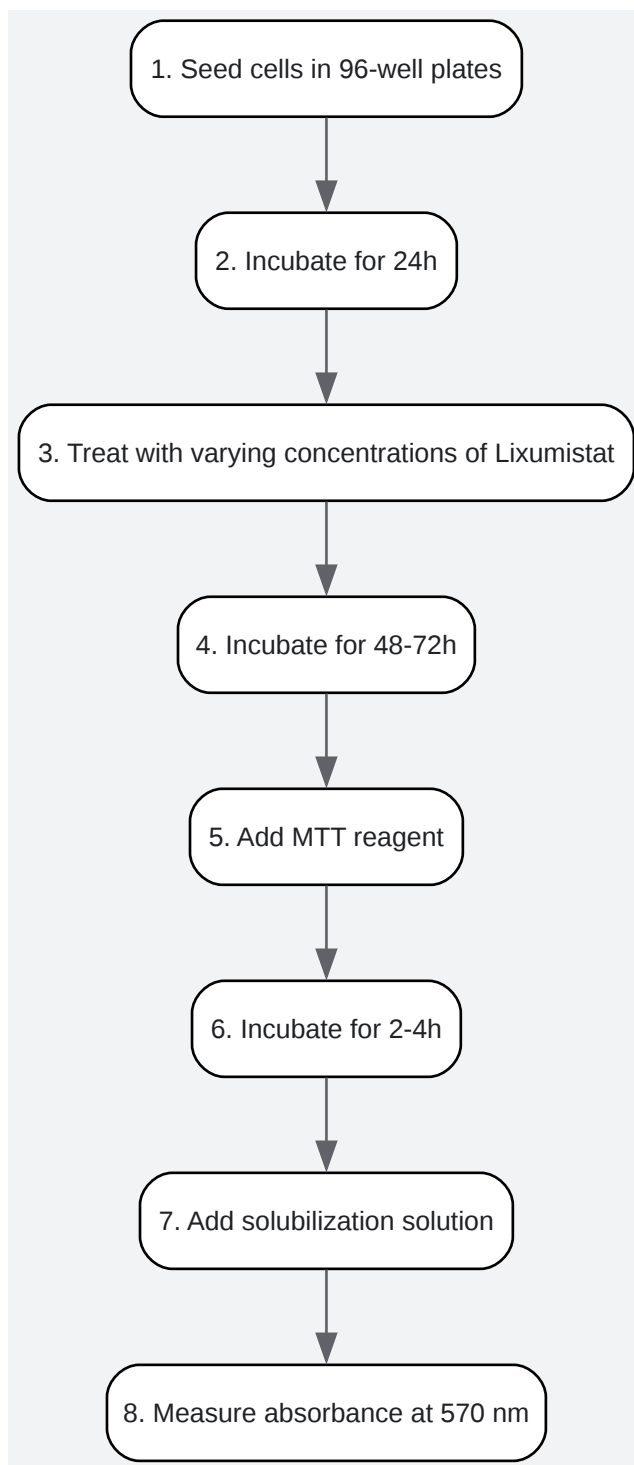 1. Seed cells in 96-well plates
2. Incubate for 24h
3. Treat with varying concentrations of Lixumistat
4. Incubate for 48-72h
5. Add MTT reagent
6. Incubate for 2-4h
7. Add solubilization solution
8. Measure absorbance at 570 nm